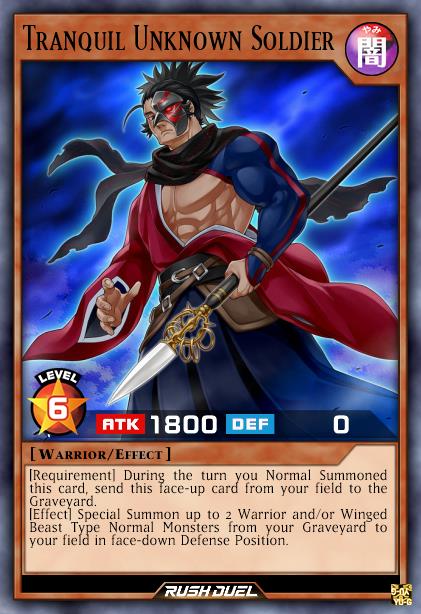 Tranquil Unknown Soldier
やみ
闇
LEVEL
6
ATK 1800 DEF 0
[Warrior/Effect]
[Requirement] During the turn you Normal Summoned
this card, send this face-up card from your field to the
Graveyard.
[Effect] Special Summon up to 2 Warrior and/or Winged
Beast Type Normal Monsters from your Graveyard to
your field in face-down Defense Position.
RUSH DUEL